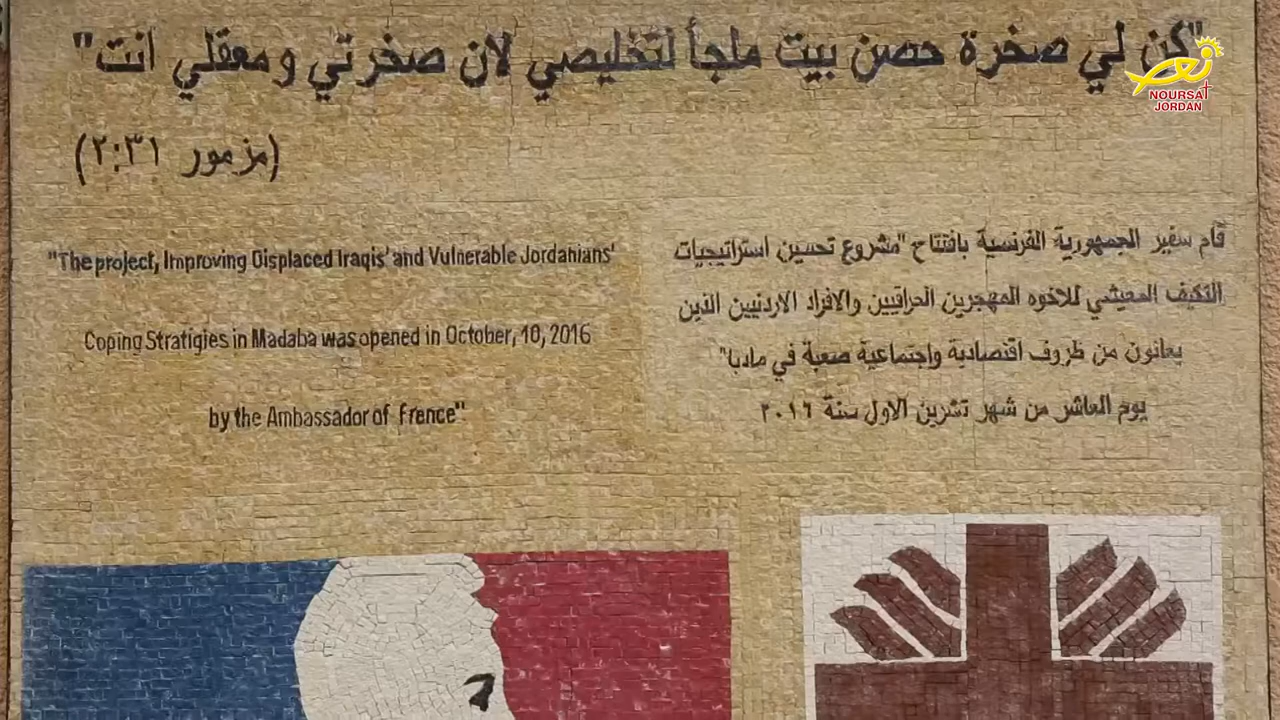 "كن لي صخرة حصن بيت ملجأ لتخليصي لان صخرتي ومعقلي انت"
(مزمور ٢:٣١)
قام سفير الجمهورية الفرنسية بافتتاح "مشروع تحسين استراتيجيات
التكيف المعيشي للاخوه المهجرين العراقيين والافراد الاردنيين الذين
يعانون من ظروف اقتصادية واجتماعية صعبة في مادبا"
يوم العاشر من شهر تشرين الاول سنة ٢٠١٦
"The project, Improving Displaced Iraqis' and Vulnerable Jordanians'
Coping Stratigies in Madaba was opened in October, 10, 2016
by the Ambassador of Frence"
نور
NOURSAT
JORDAN